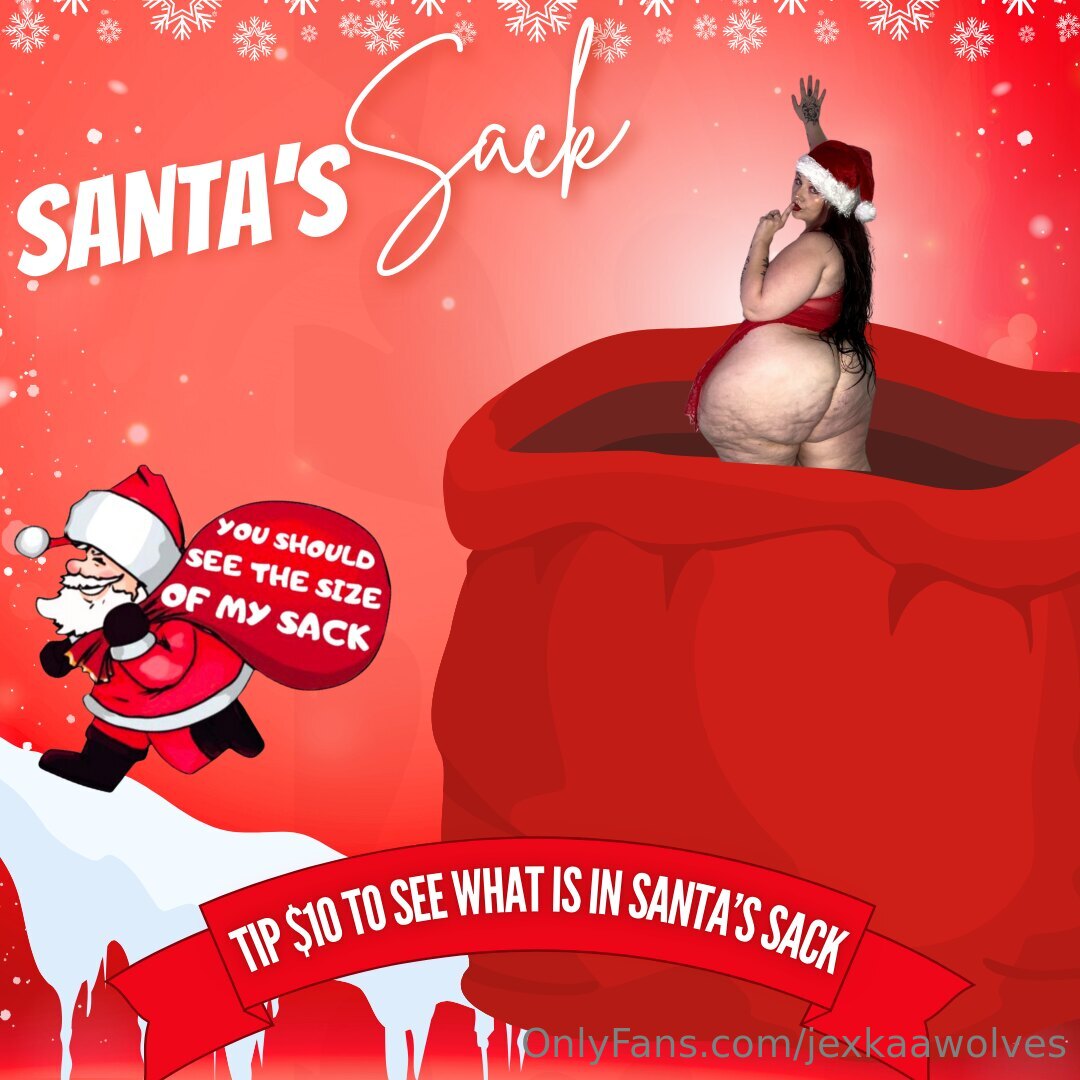 SANTA'S Sack
YOU SHOULD
SEE THE SIZE
OF MY SACK
TIP $10 TO SEE WHAT IS IN SANTA'S SACK
OnlyFans.com/jexkaawolves